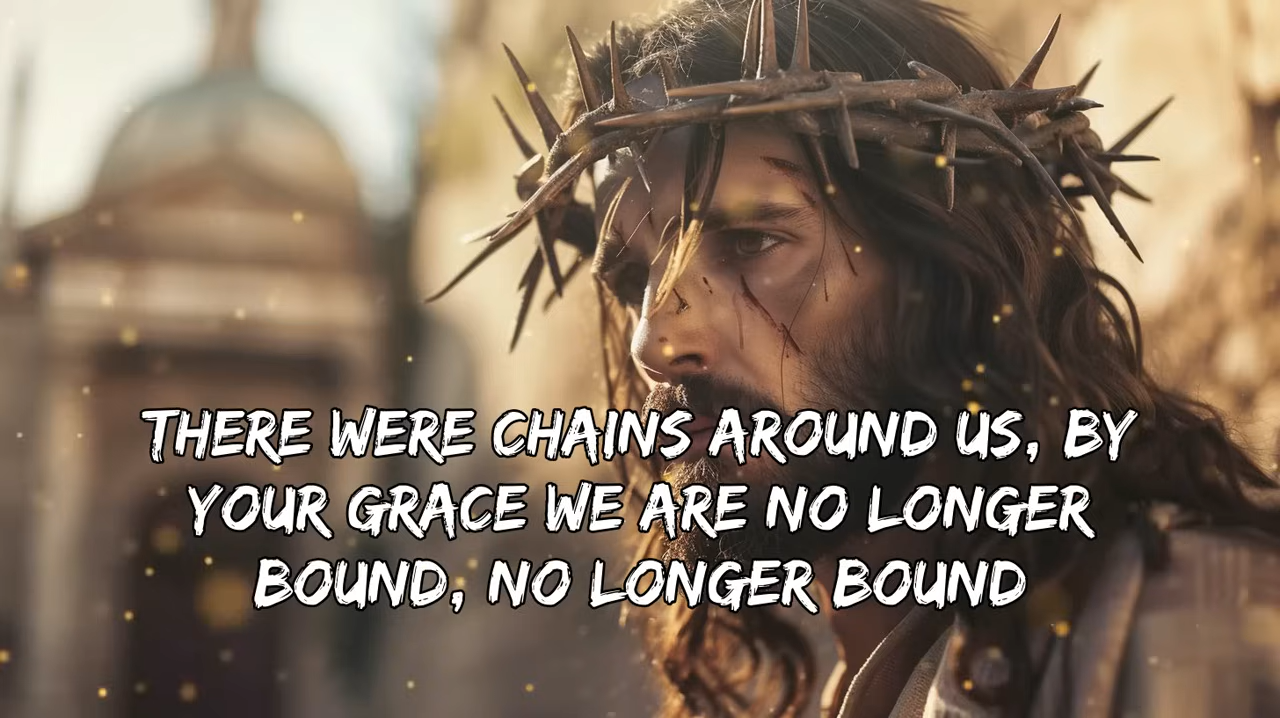 THERE WERE CHAINS AROUND US, BY
YOUR GRACE WE ARE NO LONGER
BOUND, NO LONGER BOUND